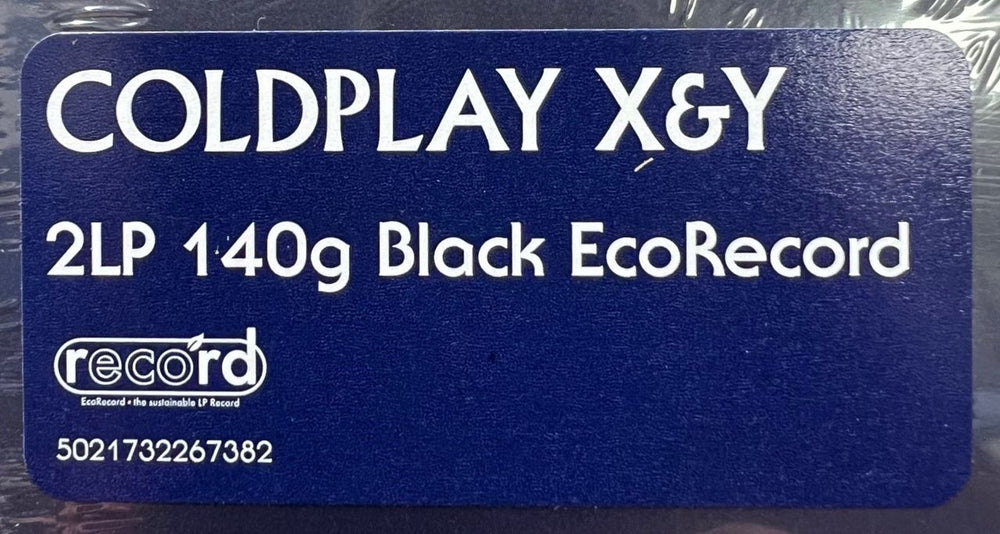 COLDPLAY X&Y
2LP 140g Black EcoRecord
record
EcoRecord • the sustainable LP Record
5021732267382